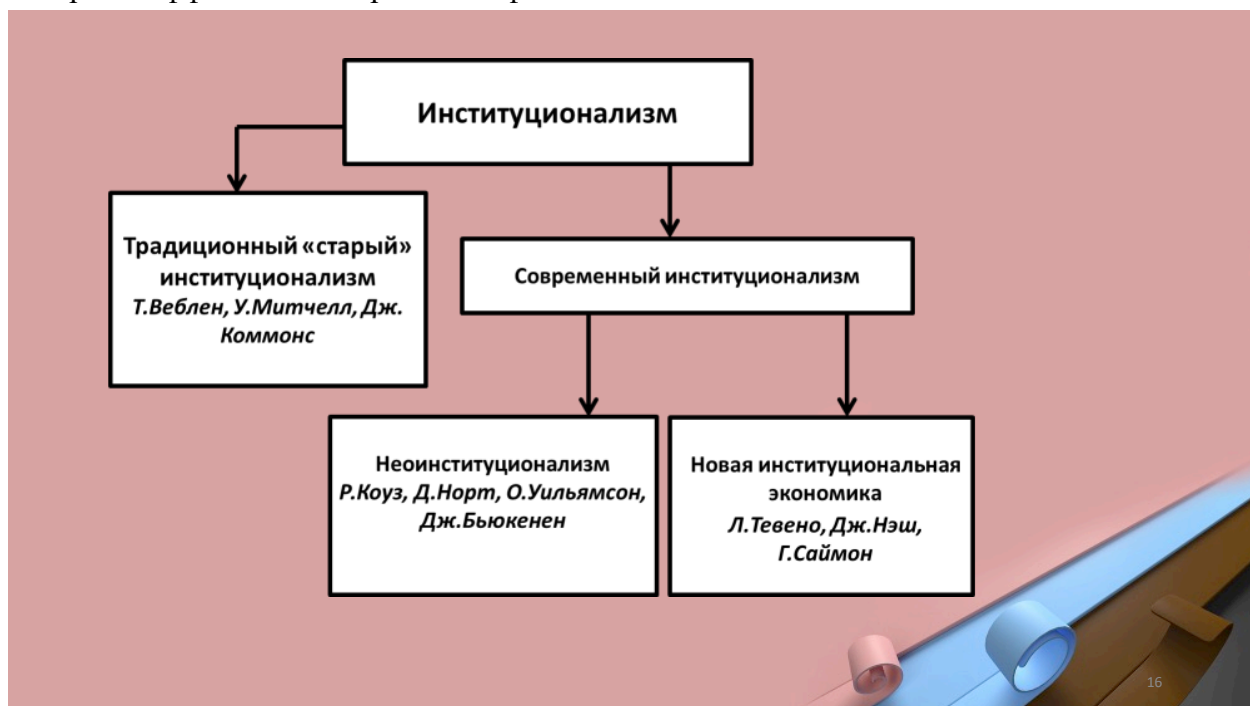 Институционализм
Традиционный «старый»
институционализм
Т.Веблен, У.Митчелл, Дж.
Коммонс
Современный институционализм
Неоинституционализм
Р.Коуз, Д.Норт, О.Уильямсон,
Дж.Бьюкенен
Новая институциональная
экономика
Л.Тевено, Дж.Нэш,
Г.Саймон
16